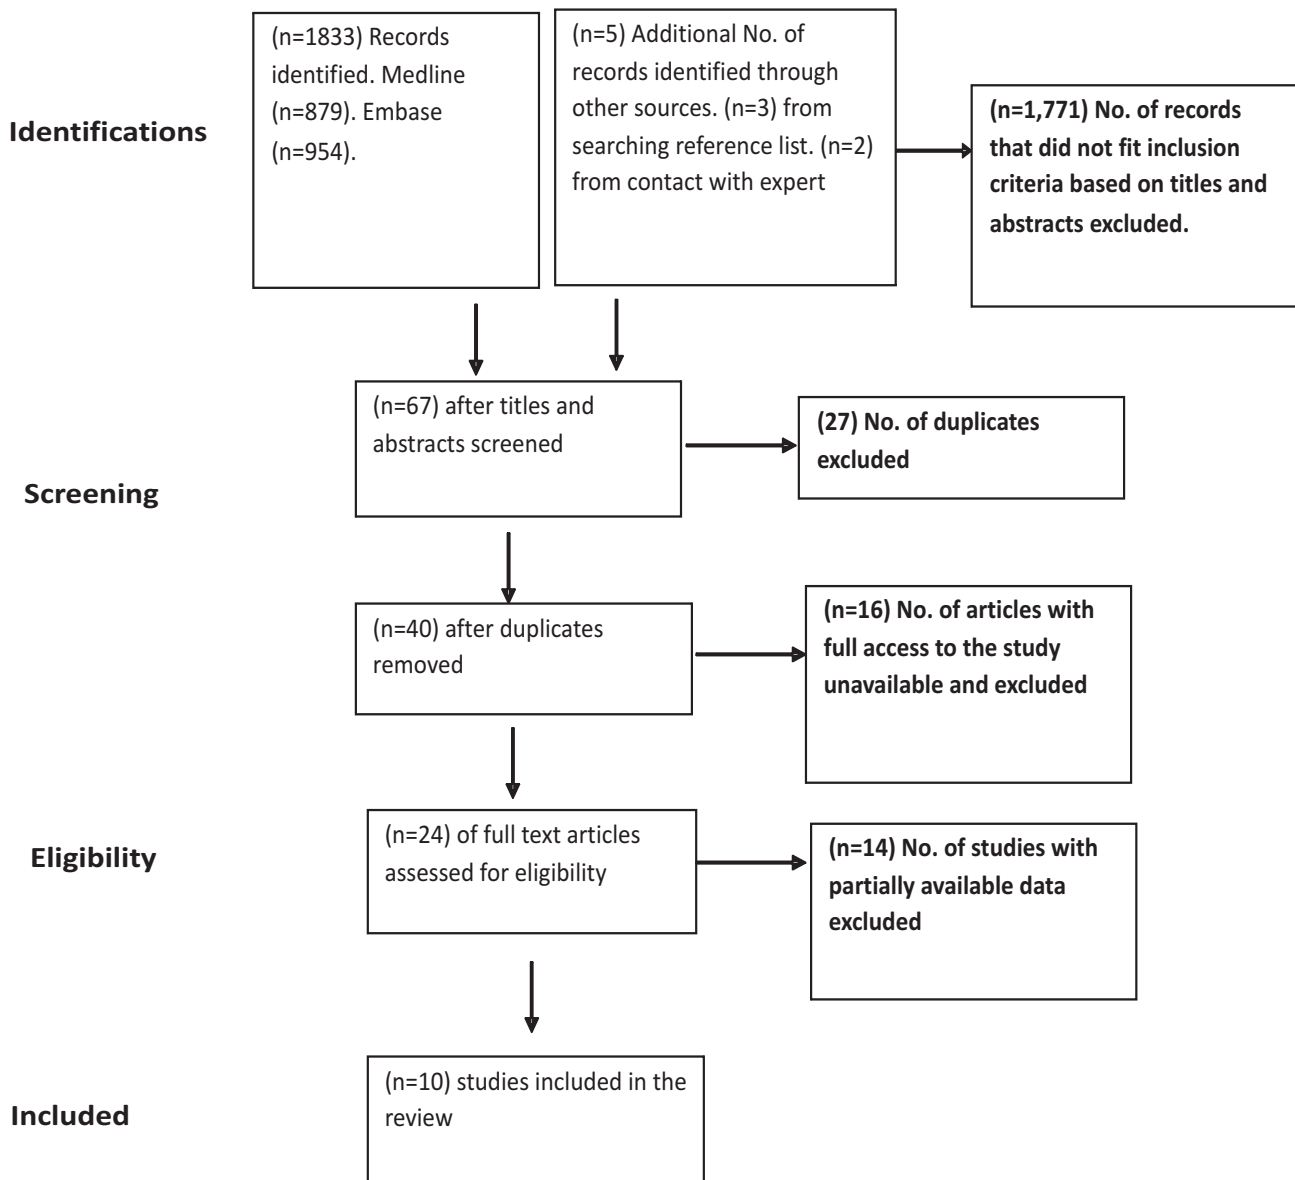 Identifications
(n=1833) Records
identified. Medline
(n=879). Embase
(n=954).
(n=5) Additional No. of
records identified through
other sources. (n=3) from
searching reference list. (n=2)
from contact with expert
(n=1,771) No. of records
that did not fit inclusion
criteria based on titles and
abstracts excluded.
Screening
(n=67) after titles and
abstracts screened
(27) No. of duplicates
excluded
(n=40) after duplicates
removed
(n=16) No. of articles with
full access to the study
unavailable and excluded
Eligibility
(n=24) of full text articles
assessed for eligibility
(n=14) No. of studies with
partially available data
excluded
Included
(n=10) studies included in the
review